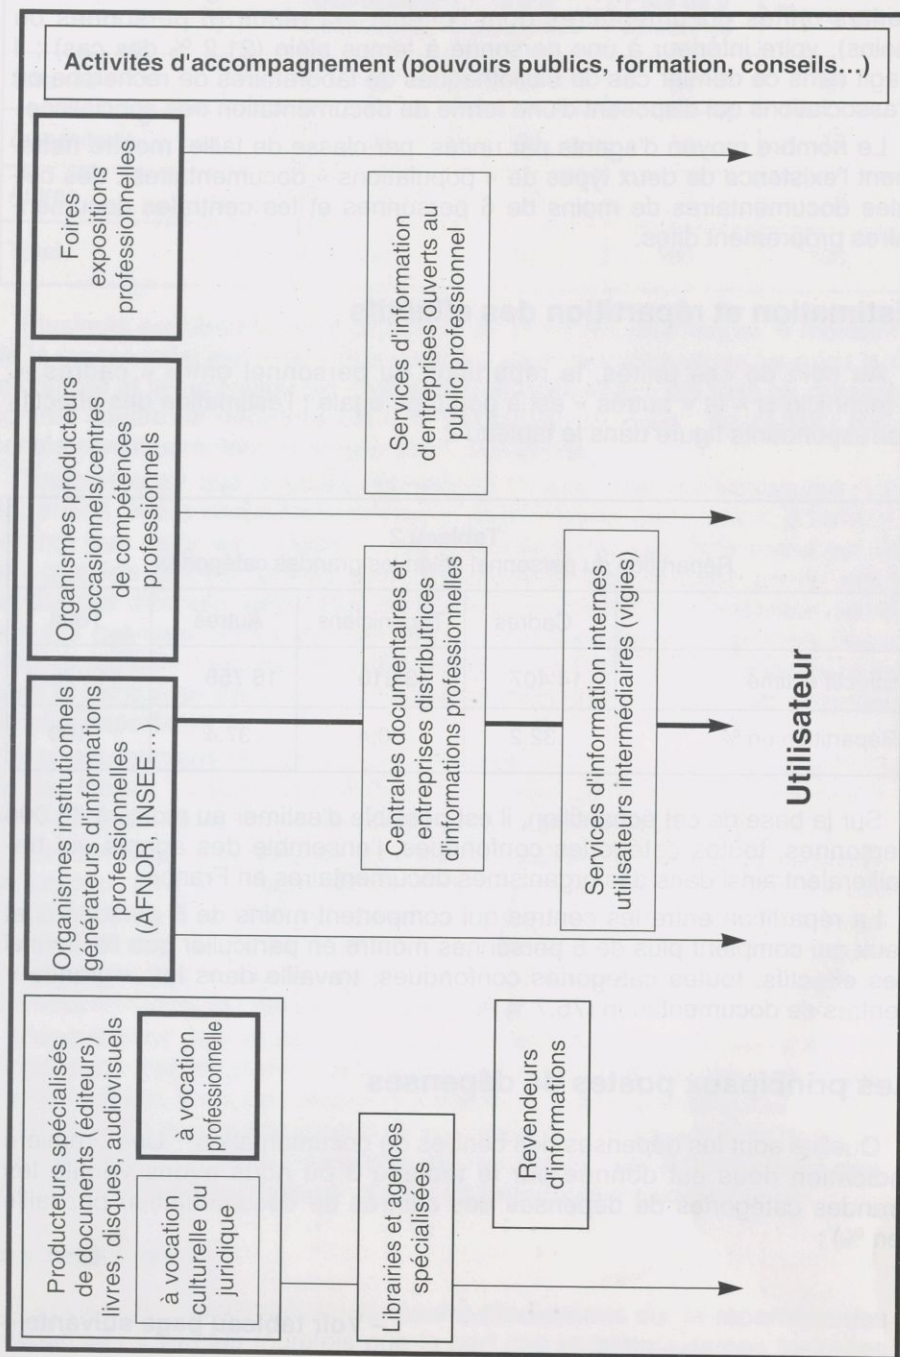 Activités d'accompagnement (pouvoirs publics, formation, conseils...)
Producteurs spécialisés
de documents (éditeurs)
livres, disques, audiovisuels
à vocation
culturelle ou
juridique
à vocation
professionnelle
Organismes institutionnels
générateurs d'informations
professionnelles
(AFNOR, INSEE...)
Organismes producteurs
occasionnels/centres
de compétences
professionnels
Foires
expositions
professionnelles
Librairies et agences
spécialisées
Centrales documentaires et
entreprises distributrices
d'informations professionnelles
Services d'information
d'entreprises ouverts au
public professionnel
Revendeurs
d'informations
Services d'information internes
utilisateurs intermédiaires (vigies)
Utilisateur